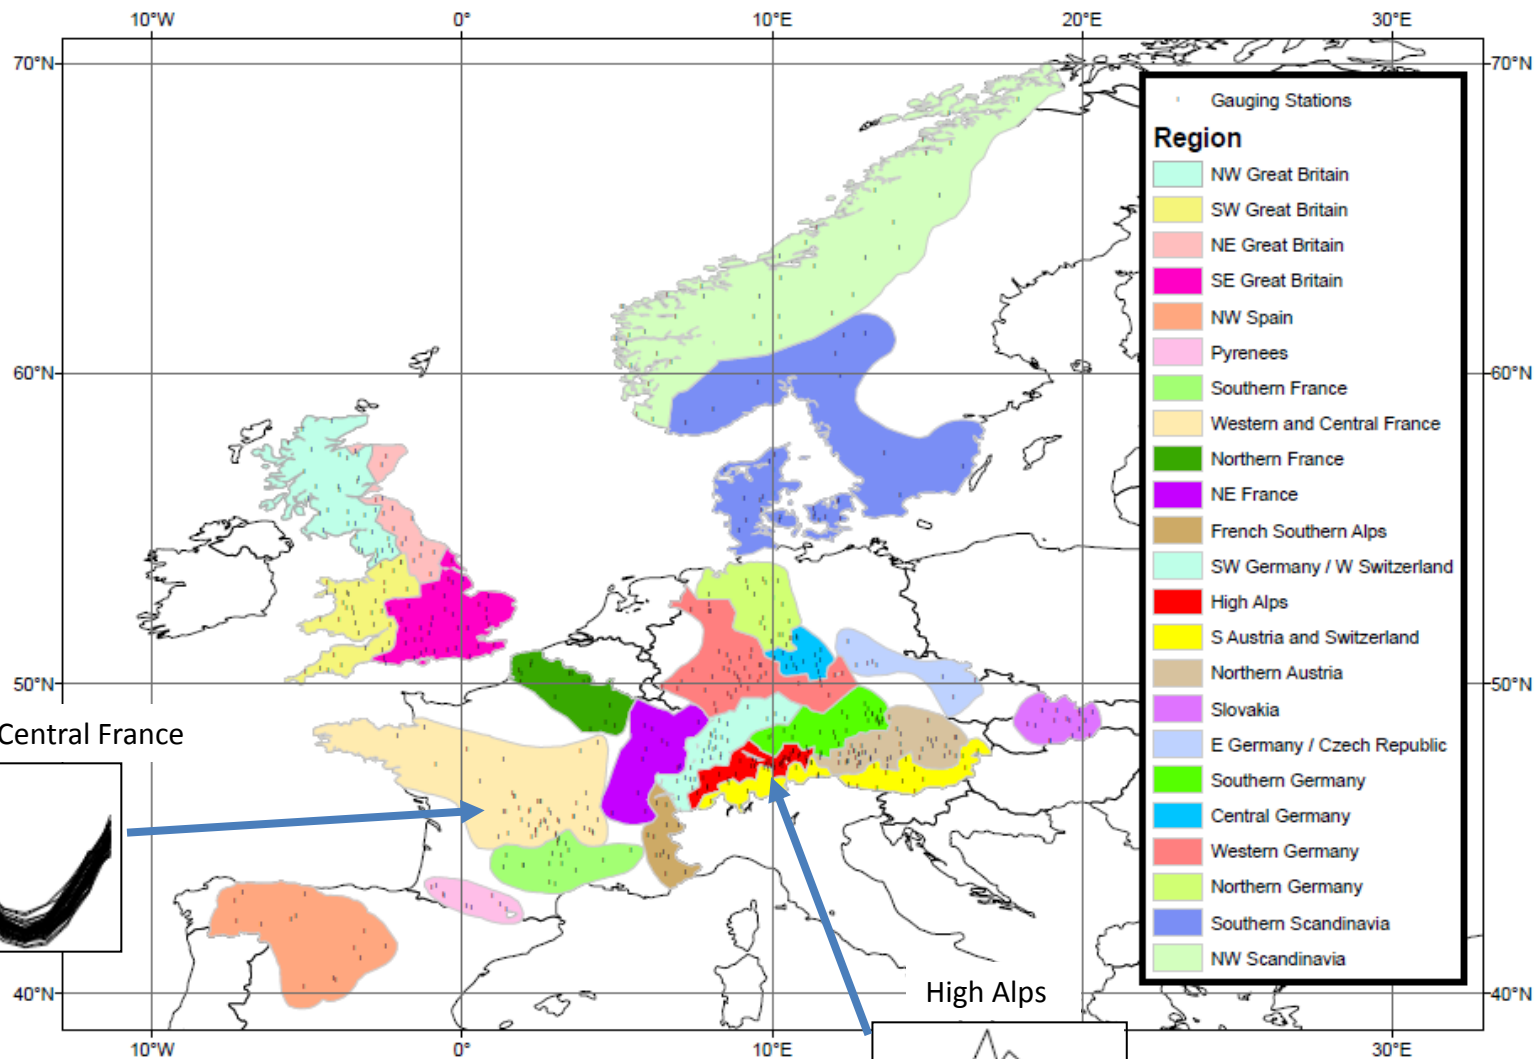 10°W 0° 10°E 20°E 30°E
70°N 70°N
Gauging Stations
Region
NW Great Britain
SW Great Britain
NE Great Britain
SE Great Britain
NW Spain
Pyrenees
Southern France
Western and Central France
Northern France
NE France
French Southern Alps
SW Germany / W Switzerland
High Alps
S Austria and Switzerland
Northern Austria
Slovakia
E Germany / Czech Republic
Southern Germany
Central Germany
Western Germany
Northern Germany
Southern Scandinavia
NW Scandinavia
60°N 60°N
50°N 50°N
Central France
High Alps
40°N 40°N
10°W 0° 10°E 20°E 30°E